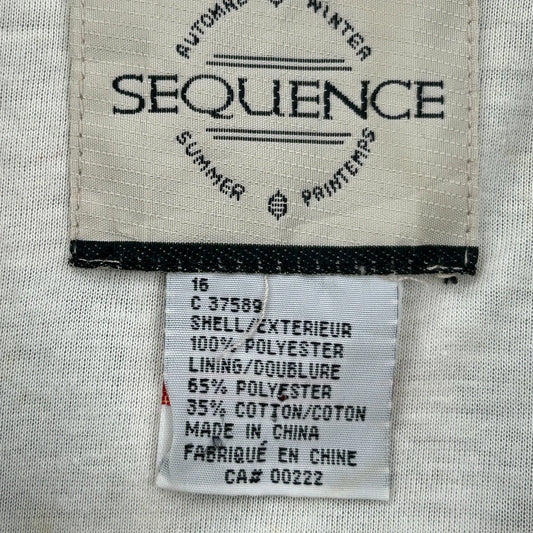 AUTOMNE WINTER
SEQUENCE
SUMMER PRINTEMPS
16
C 37589
SHELL/EXTERIEUR
100% POLYESTER
LINING/DOUBLURE
65% POLYESTER
35% COTTON/COTON
MADE IN CHINA
FABRIQUÉ EN CHINE
CA# 00222